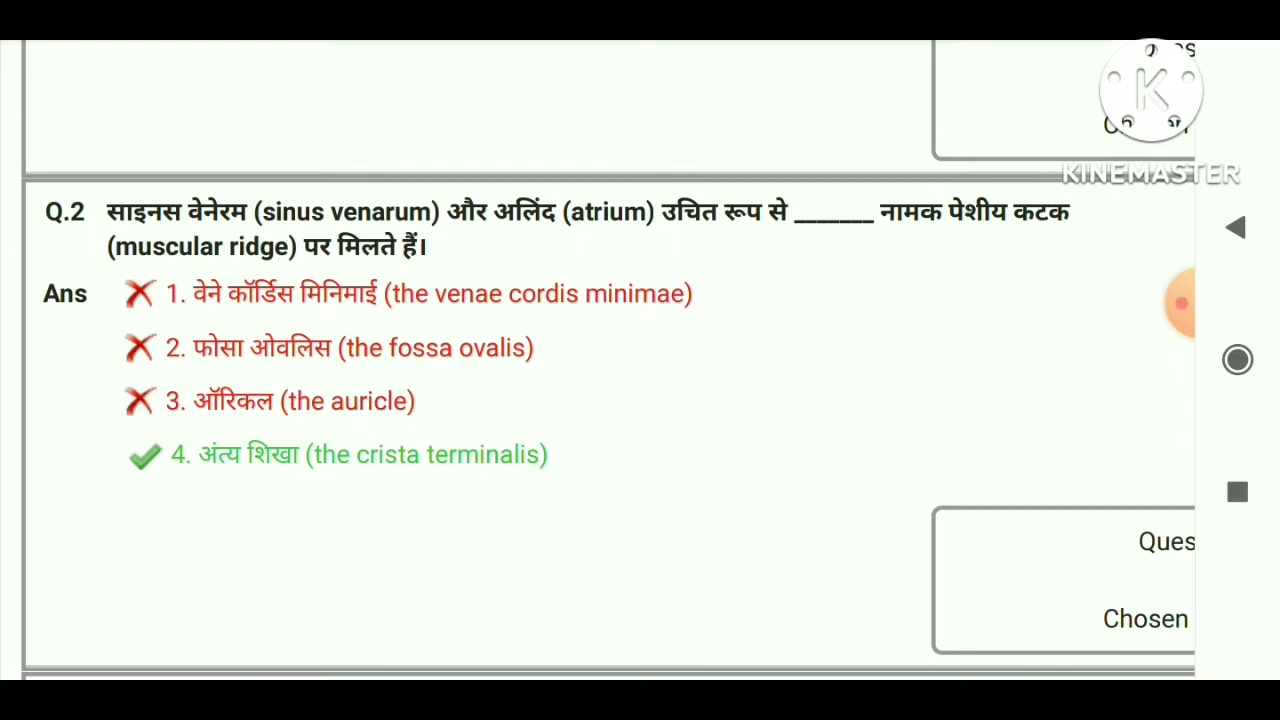 KINEMASTER
Q.2 साइनस वेनेरम (sinus venarum) और अलिंद (atrium) उचित रूप से _______ नामक पेशीय कटक
(muscular ridge) पर मिलते हैं।
Ans 1. वेने कॉर्डिस मिनिमाई (the venae cordis minimae)
2. फोसा ओवलिस (the fossa ovalis)
3. ऑरिकल (the auricle)
4. अंत्य शिखा (the crista terminalis)
Ques
Chosen